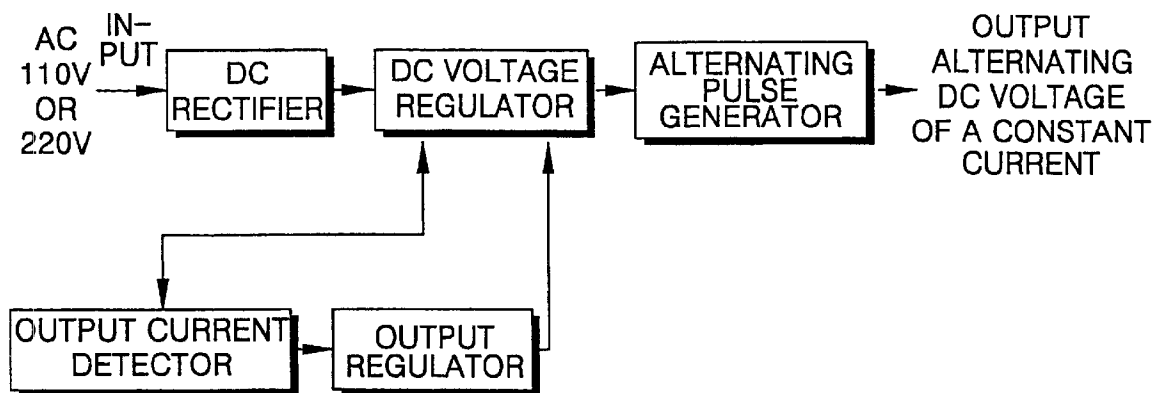 AC
110V
OR
220V
IN-
PUT
DC
RECTIFIER
DC VOLTAGE
REGULATOR
ALTERNATING
PULSE
GENERATOR
OUTPUT
ALTERNATING
DC VOLTAGE
OF A CONSTANT
CURRENT
OUTPUT CURRENT
DETECTOR
OUTPUT
REGULATOR